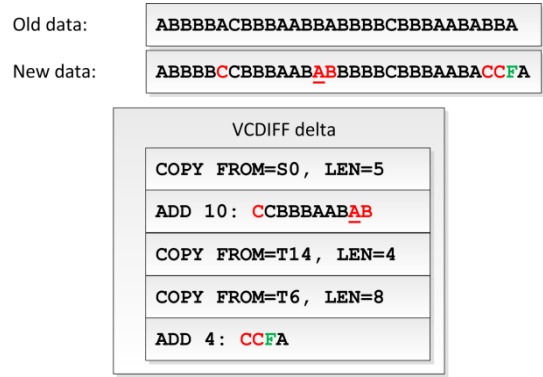 Old data: ABBBBACBBBAABBABBBBCBBBAABABBA
New data: ABBBBCCBBBAABABBBBBCBBBAABACCFA
VCDIFF delta
COPY FROM=S0, LEN=5
ADD 10: CCBBBAABAB
COPY FROM=T14, LEN=4
COPY FROM=T6, LEN=8
ADD 4: CCFA